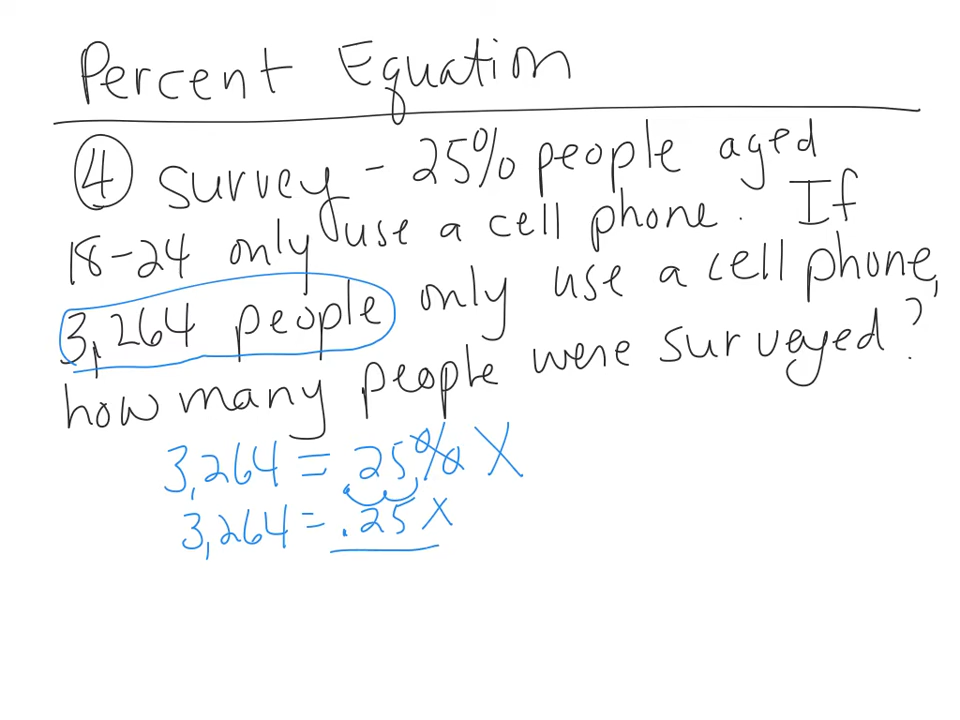 Percent Equation
④ survey - 25% people aged
18-24 only use a cell phone. If
3,264 people only use a cell phone,
how many people were surveyed?
3,264 = 25% X
3,264 = .25 x